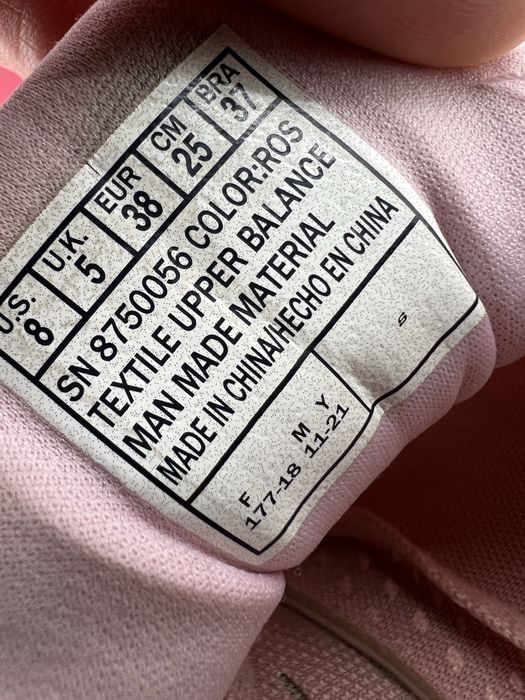 U.S. U.K. EUR CM BRA
8 5 38 25 37
SN 8750056 COLOR:ROS
TEXTILE UPPER BALANCE
MAN MADE MATERIAL
MADE IN CHINA/HECHO EN CHINA
F M Y
177-18 11-21